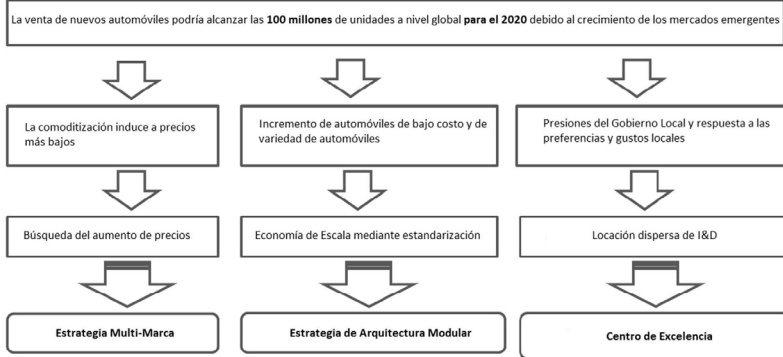 La venta de nuevos automóviles podría alcanzar las 100 millones de unidades a nivel global para el 2020 debido al crecimiento de los mercados emergentes
La comoditización induce a precios
más bajos
Incremento de automóviles de bajo costo y de
variedad de automóviles
Presiones del Gobierno Local y respuesta a las
preferencias y gustos locales
Búsqueda del aumento de precios
Economía de Escala mediante estandarización
Locación dispersa de I&D
Estrategia Multi-Marca
Estrategia de Arquitectura Modular
Centro de Excelencia